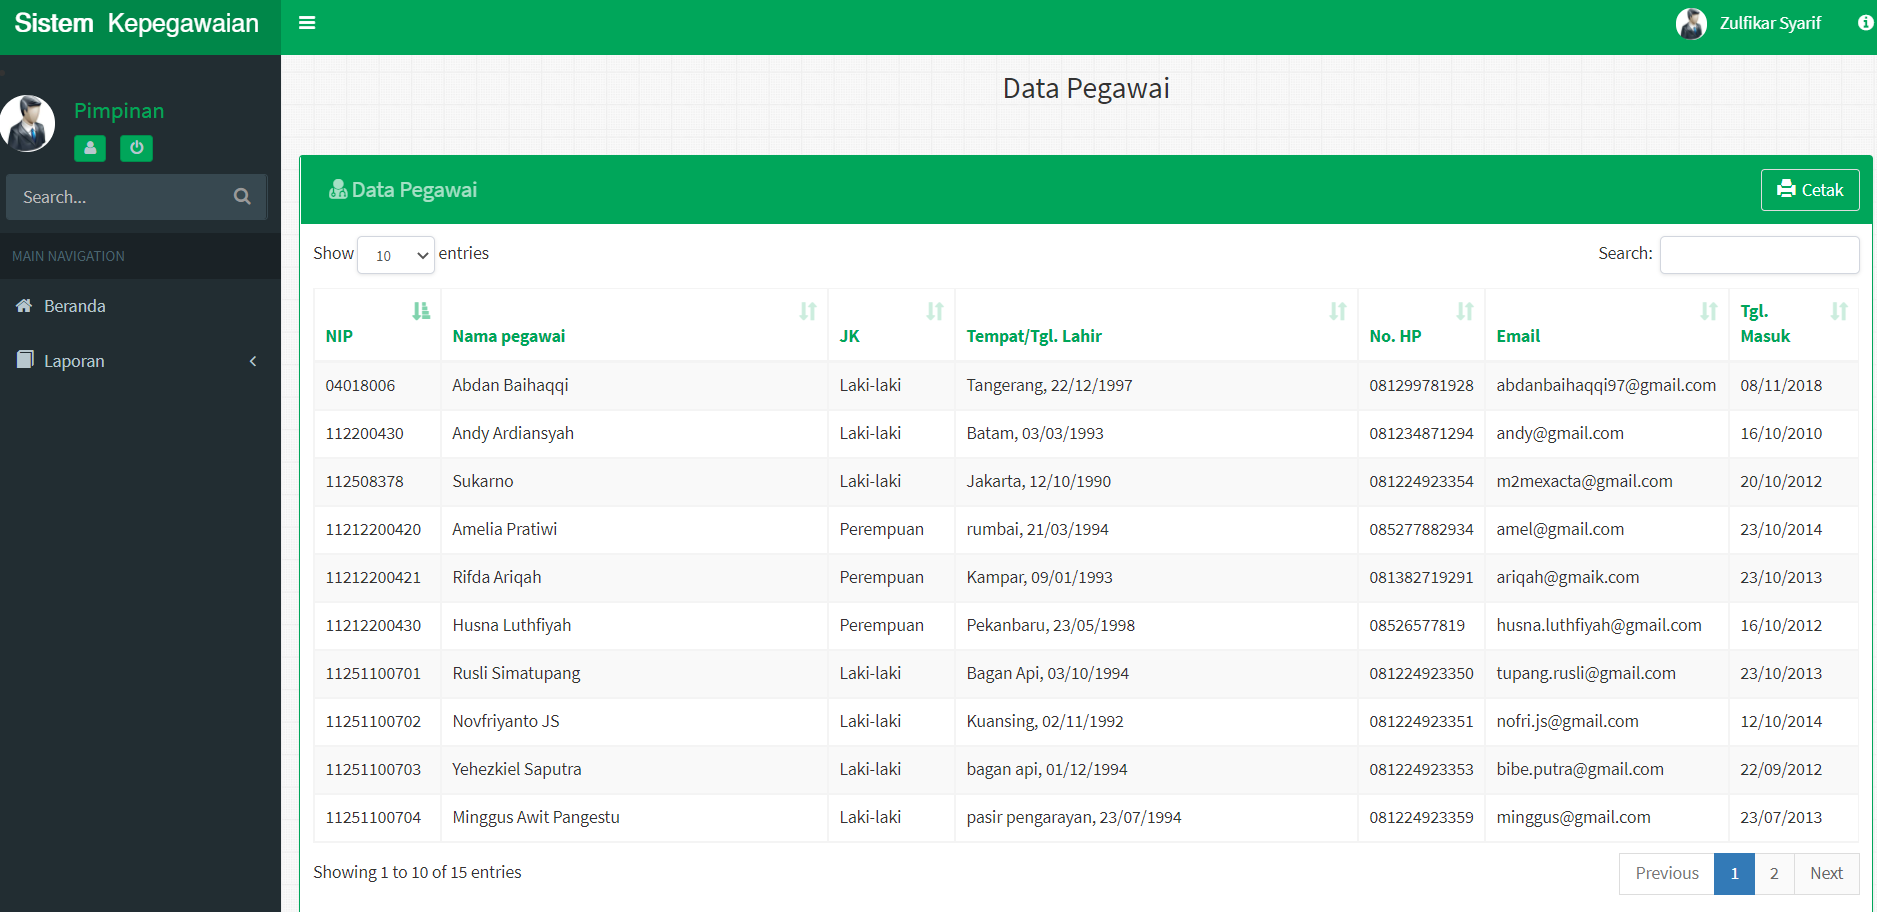 Sistem Kepegawaian
Zulfikar Syarif
Pimpinan
Search...
MAIN NAVIGATION
Beranda
Laporan
Data Pegawai
Data Pegawai
Cetak
Show 10 entries
Search:
NIP Nama pegawai JK Tempat/Tgl. Lahir No. HP Email Tgl. Masuk
04018006 Abdan Baihaqqi Laki-laki Tangerang, 22/12/1997 081299781928 abdanbaihaqqi97@gmail.com 08/11/2018
112200430 Andy Ardiansyah Laki-laki Batam, 03/03/1993 081234871294 andy@gmail.com 16/10/2010
112508378 Sukarno Laki-laki Jakarta, 12/10/1990 081224923354 m2mexacta@gmail.com 20/10/2012
11212200420 Amelia Pratiwi Perempuan rumbai, 21/03/1994 085277882934 amel@gmail.com 23/10/2014
11212200421 Rifda Ariqah Perempuan Kampar, 09/01/1993 081382719291 ariqah@gmaik.com 23/10/2013
11212200430 Husna Luthfiyah Perempuan Pekanbaru, 23/05/1998 08526577819 husna.luthfiyah@gmail.com 16/10/2012
11251100701 Rusli Simatupang Laki-laki Bagan Api, 03/10/1994 081224923350 tupang.rusli@gmail.com 23/10/2013
11251100702 Novfriyanto JS Laki-laki Kuansing, 02/11/1992 081224923351 nofri.js@gmail.com 12/10/2014
11251100703 Yehezkiel Saputra Laki-laki bagan api, 01/12/1994 081224923353 bibe.putra@gmail.com 22/09/2012
11251100704 Minggus Awit Pangestu Laki-laki pasir pengarayan, 23/07/1994 081224923359 minggus@gmail.com 23/07/2013
Showing 1 to 10 of 15 entries
Previous 1 2 Next